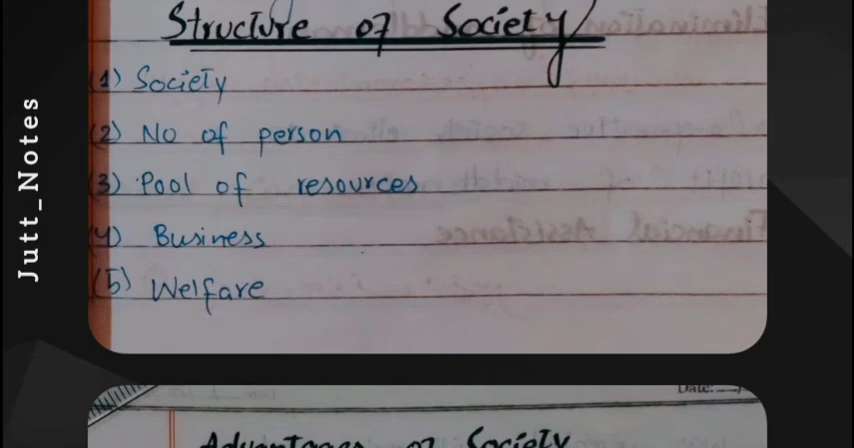 Structure of Society
(1) Society
(2) No of person
(3) Pool of resources
(4) Business
(5) Welfare
Jutt_Notes
Date:
Advantages of Society